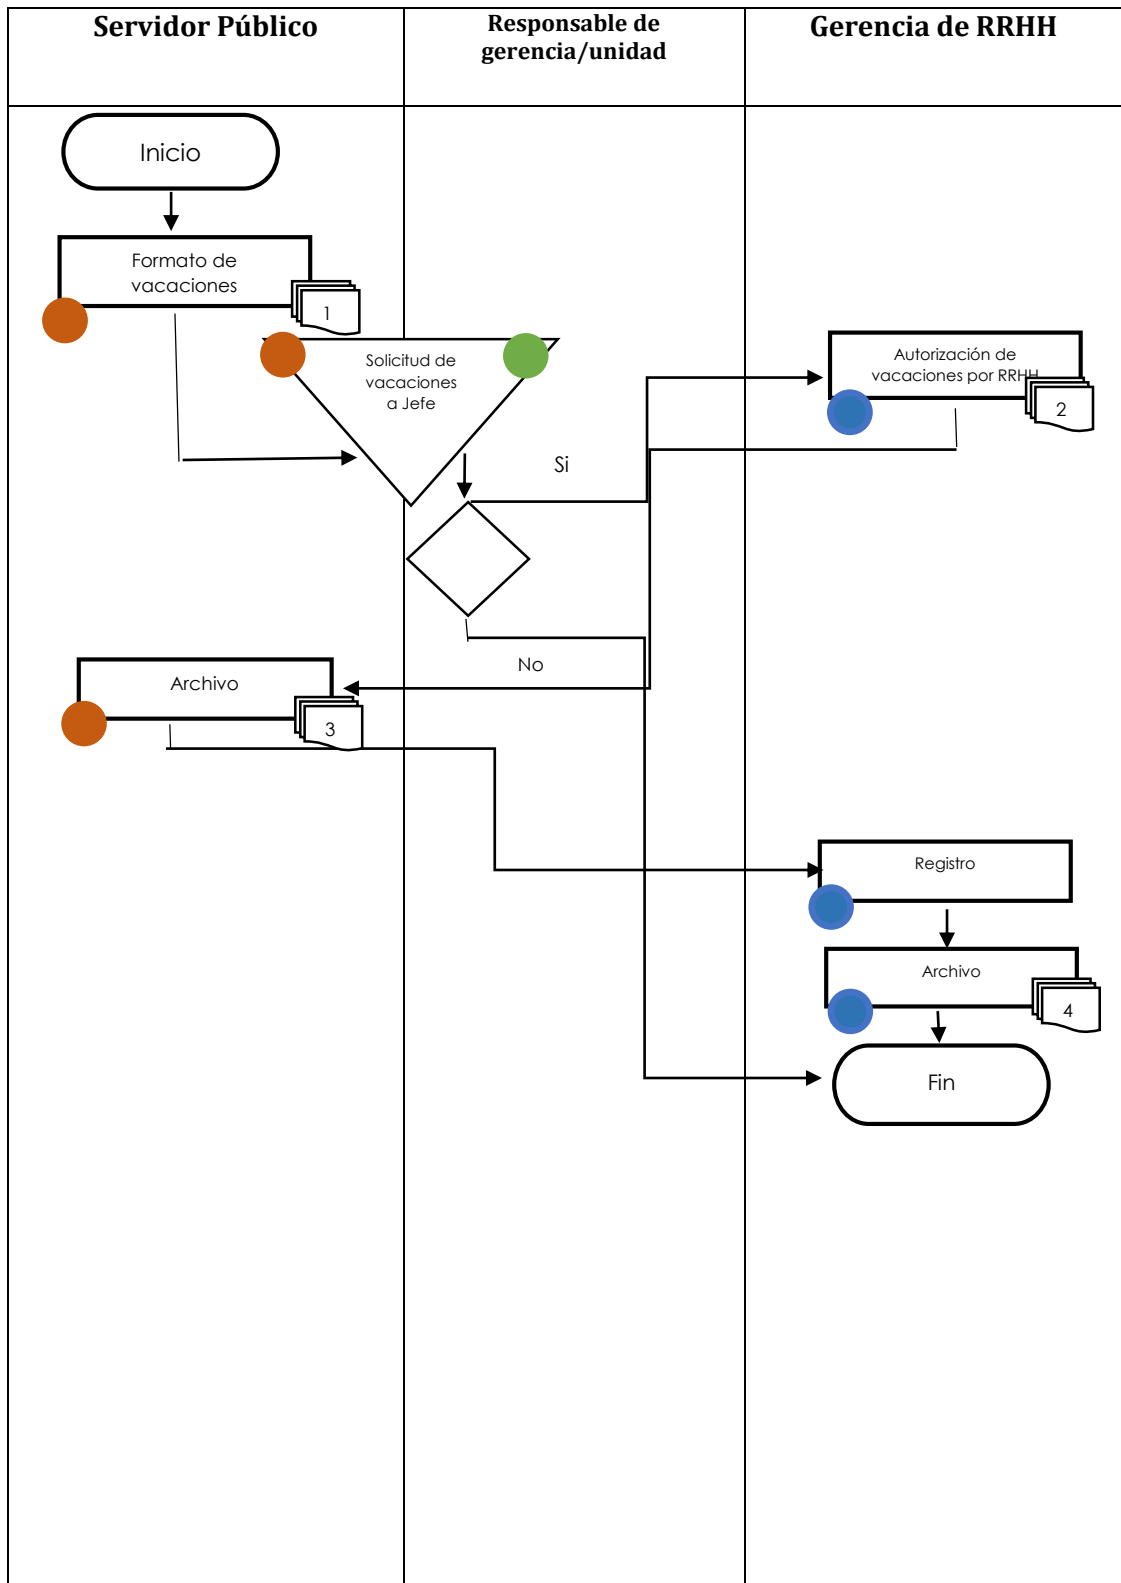 Servidor Público
Responsable de
gerencia/unidad
Gerencia de RRHH
Inicio
Formato de
vacaciones
1
Solicitud de
vacaciones
a Jefe
Autorización de
vacaciones por RRHH
2
Si
No
Archivo
3
Registro
Archivo
4
Fin